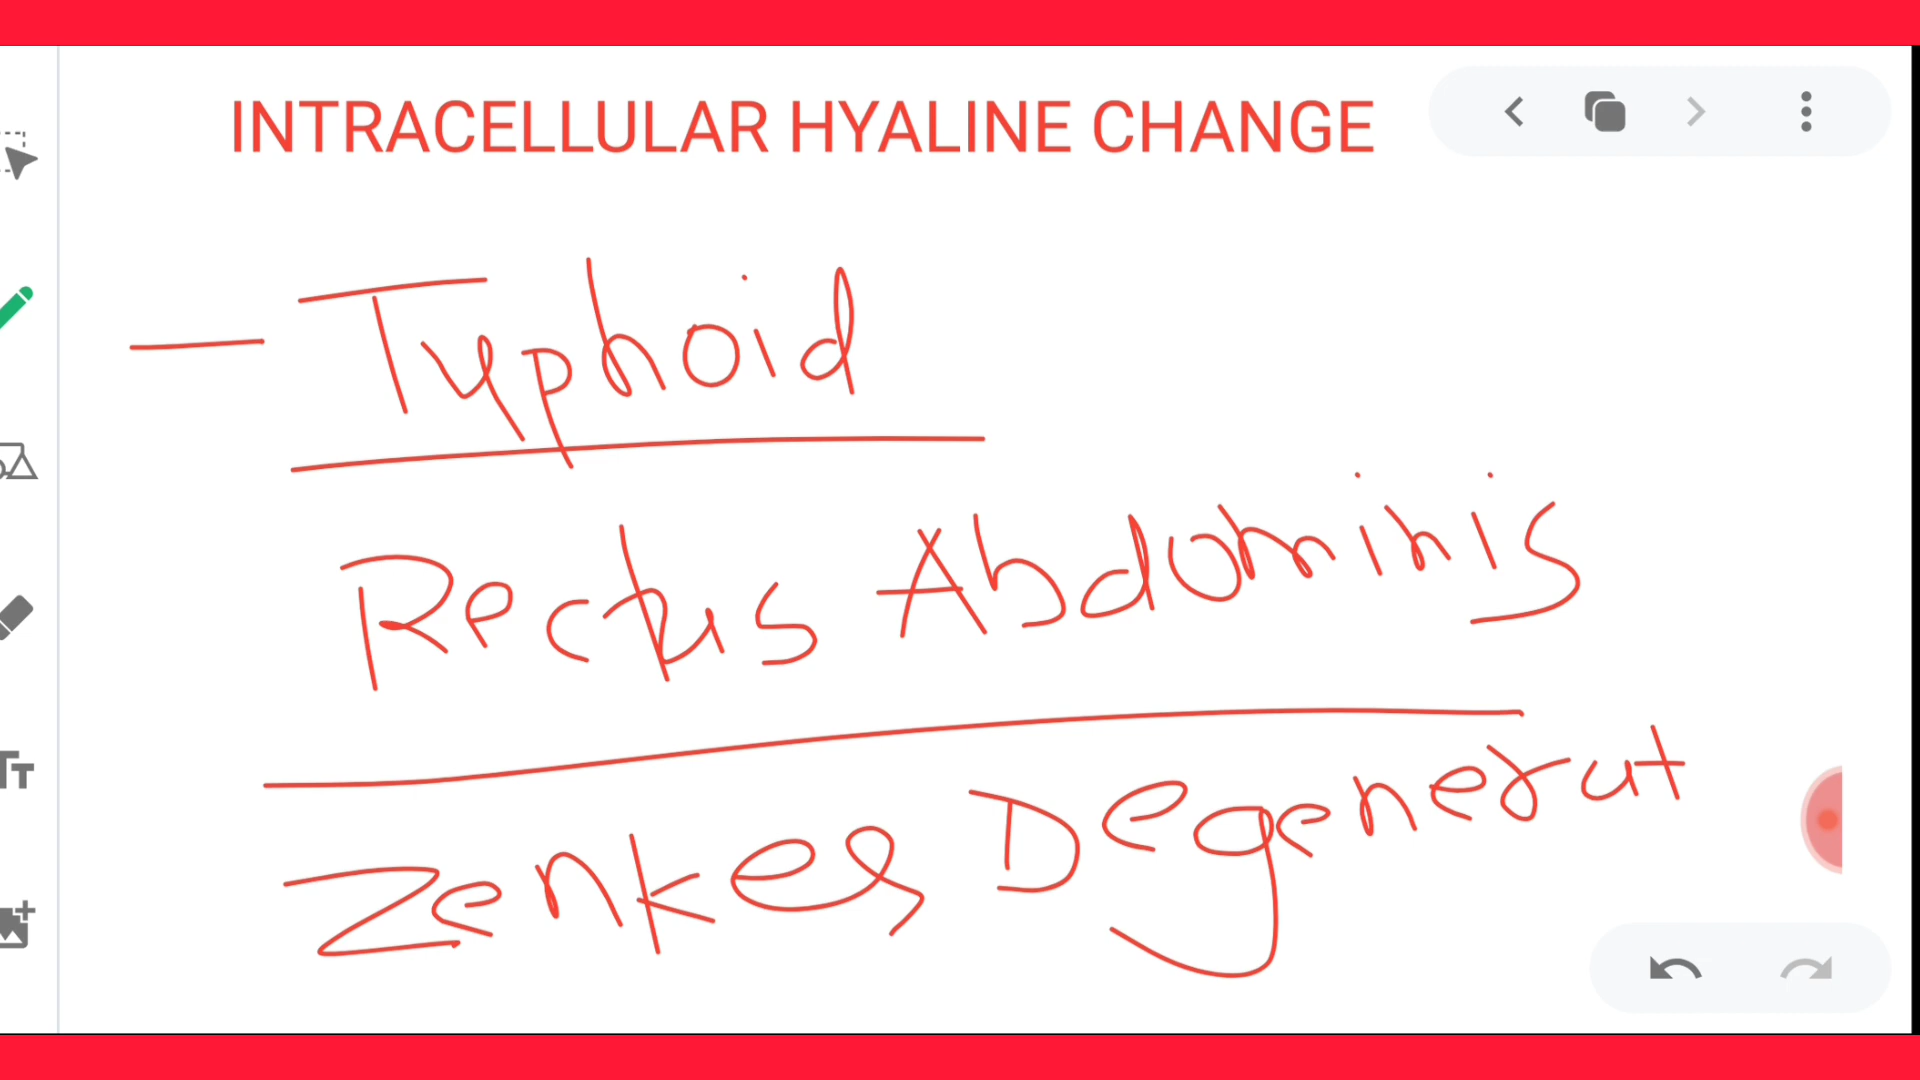 INTRACELLULAR HYALINE CHANGE
– Typhoid
Rectus Abdominis
Zenkes Degenerat